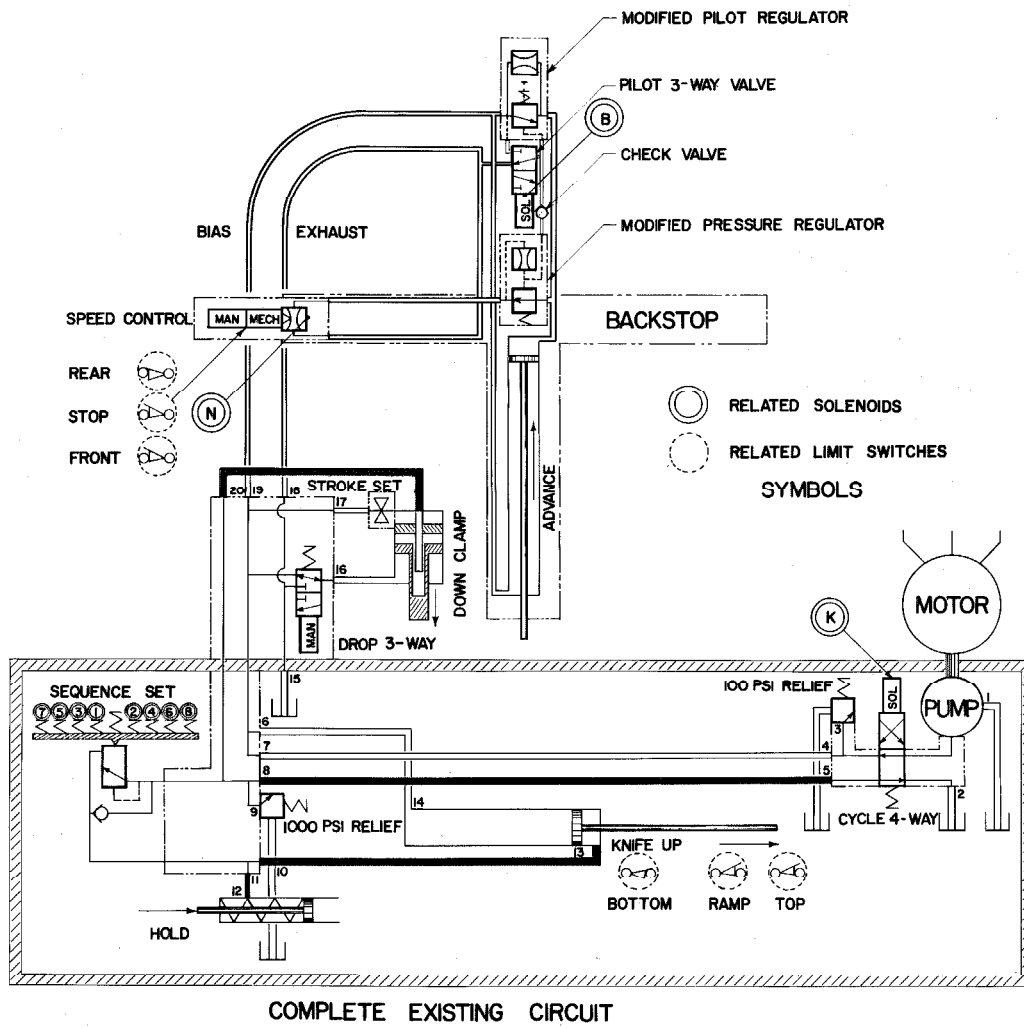 MODIFIED PILOT REGULATOR
PILOT 3-WAY VALVE
B
CHECK VALVE
SOL
BIAS
EXHAUST
MODIFIED PRESSURE REGULATOR
SPEED CONTROL
MAN MECH
BACKSTOP
REAR
STOP
N
FRONT
RELATED SOLENOIDS
RELATED LIMIT SWITCHES
SYMBOLS
ADVANCE
20 19 18
STROKE SET
17
16
DOWN CLAMP
MAN
DROP 3-WAY
MOTOR
K
15
SEQUENCE SET
7 5 3 1 2 4 6 8
100 PSI RELIEF
SOL
PUMP
6
3
7
4
8
5
2
9
14
1000 PSI RELIEF
CYCLE 4-WAY
13
KNIFE UP
10
11
12
BOTTOM
RAMP
TOP
HOLD
COMPLETE EXISTING CIRCUIT